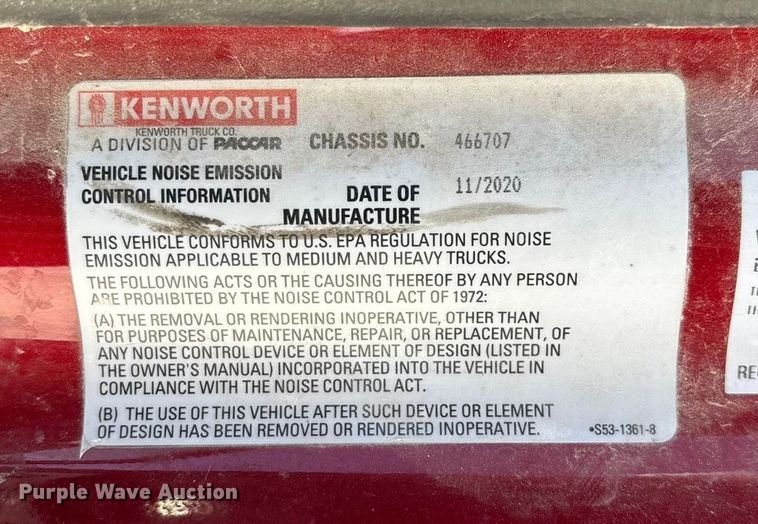 KENWORTH
KENWORTH TRUCK CO.
A DIVISION OF PACCAR
CHASSIS NO. 466707
VEHICLE NOISE EMISSION
CONTROL INFORMATION
DATE OF
MANUFACTURE
11/2020
THIS VEHICLE CONFORMS TO U.S. EPA REGULATION FOR NOISE
EMISSION APPLICABLE TO MEDIUM AND HEAVY TRUCKS.
THE FOLLOWING ACTS OR THE CAUSING THEREOF BY ANY PERSON
ARE PROHIBITED BY THE NOISE CONTROL ACT OF 1972:
(A) THE REMOVAL OR RENDERING INOPERATIVE, OTHER THAN
FOR PURPOSES OF MAINTENANCE, REPAIR, OR REPLACEMENT, OF
ANY NOISE CONTROL DEVICE OR ELEMENT OF DESIGN (LISTED IN
THE OWNER'S MANUAL) INCORPORATED INTO THE VEHICLE IN
COMPLIANCE WITH THE NOISE CONTROL ACT.
(B) THE USE OF THIS VEHICLE AFTER SUCH DEVICE OR ELEMENT
OF DESIGN HAS BEEN REMOVED OR RENDERED INOPERATIVE.
•S53-1361-8
Purple Wave Auction